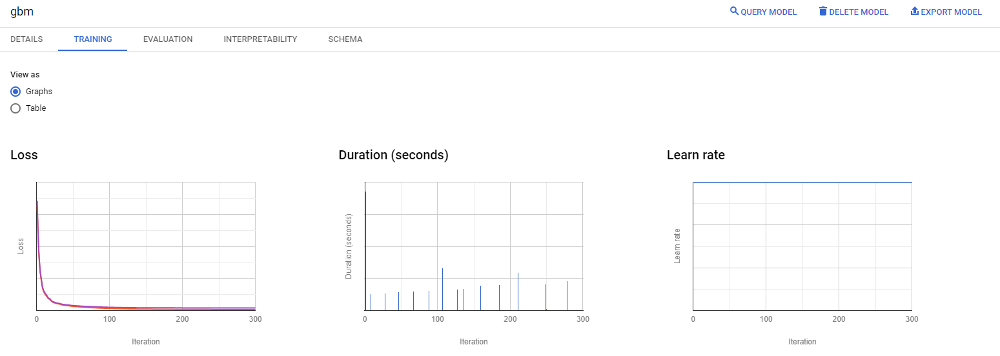 gbm
QUERY MODEL DELETE MODEL EXPORT MODEL
DETAILS TRAINING EVALUATION INTERPRETABILITY SCHEMA
View as
Graphs
Table
Loss
Loss
0 100 200 300
Iteration
Duration (seconds)
Duration (seconds)
0 100 200 300
Iteration
Learn rate
Learn rate
0 100 200 300
Iteration